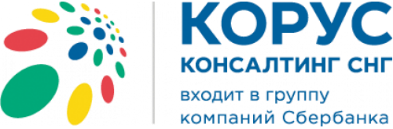 КОРУС
КОНСАЛТИНГ СНГ
входит в группу
компаний Сбербанка